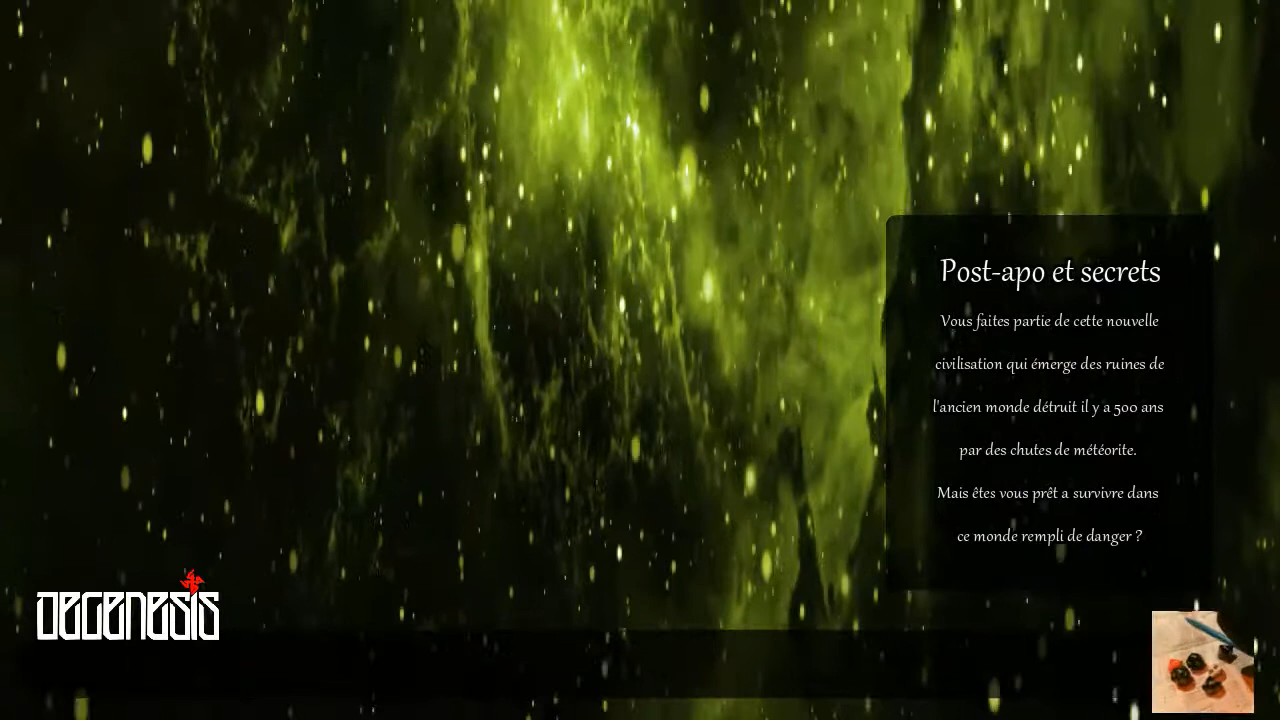 Post-apo et secrets
Vous faites partie de cette nouvelle
civilisation qui émerge des ruines de
l'ancien monde détruit il y a 500 ans
par des chutes de météorite.
Mais êtes vous prêt a survivre dans
ce monde rempli de danger ?
DEGENESIS